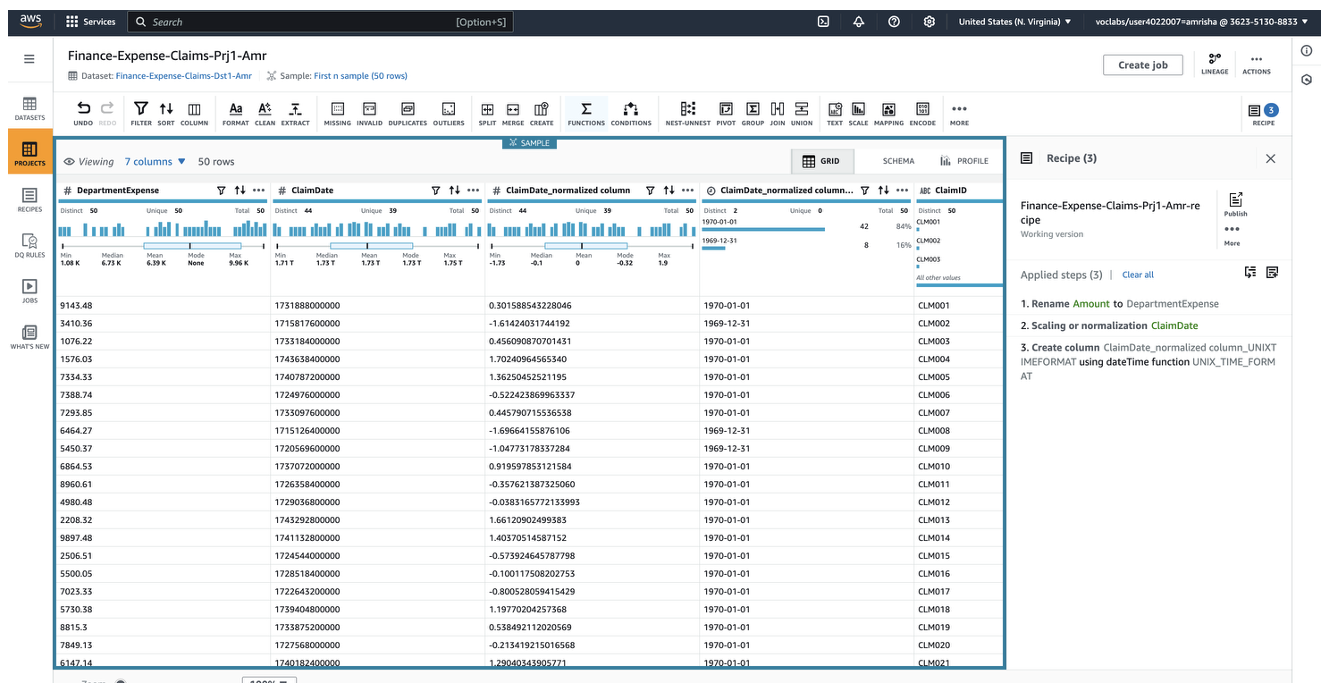 aws
Services
Search
[Option+S]
United States (N. Virginia)
voclabs/user4022007=amrisha @ 3623-5130-8833
Finance-Expense-Claims-Prj1-Amr
Dataset: Finance-Expense-Claims-Dst1-Amr
Sample: First n sample (50 rows)
Create job
LINEAGE
ACTIONS
DATASETS
PROJECTS
RECIPES
DQ RULES
JOBS
WHAT'S NEW
UNDO REDO FILTER SORT COLUMN FORMAT CLEAN EXTRACT MISSING INVALID DUPLICATES OUTLIERS SPLIT MERGE CREATE FUNCTIONS CONDITIONS NEST-UNNEST PIVOT GROUP JOIN UNION TEXT SCALE MAPPING ENCODE MORE
3
RECIPE
SAMPLE
Viewing 7 columns 50 rows
GRID SCHEMA PROFILE
# DepartmentExpense # ClaimDate # ClaimDate_normalized column ClaimDate_normalized column... ABC ClaimID
Distinct 50 Unique 50 Total 50 Distinct 44 Unique 39 Total 50 Distinct 44 Unique 39 Total 50 Distinct 2 Unique 0 Total 50 Distinct 50
1970-01-01 42 84% CLM001
1969-12-31 8 16% CLM002
CLM003
All other values
Min Median Mean Mode Max Min Median Mean Mode Max Min Median Mean Mode Max
1.08 K 6.73 K 6.39 K None 9.96 K 1.71 T 1.73 T 1.73 T 1.73 T 1.75 T -1.73 -0.1 0 -0.32 1.9
9143.48 1731888000000 0.301588543228046 1970-01-01 CLM001
3410.36 1715817600000 -1.61424031744192 1969-12-31 CLM002
1076.22 1733184000000 0.456090870701431 1970-01-01 CLM003
1576.03 1743638400000 1.70240964565340 1970-01-01 CLM004
7334.33 1740787200000 1.36250452521195 1970-01-01 CLM005
7388.74 1724976000000 -0.522423869963337 1970-01-01 CLM006
7293.85 1733097600000 0.445790715536538 1970-01-01 CLM007
6464.27 1715126400000 -1.69664155876106 1969-12-31 CLM008
5450.37 1720569600000 -1.04773178337284 1969-12-31 CLM009
6864.53 1737072000000 0.919597853121584 1970-01-01 CLM010
8960.61 1726358400000 -0.357621387325060 1970-01-01 CLM011
4980.48 1729036800000 -0.0383165772133993 1970-01-01 CLM012
2208.32 1743292800000 1.66120902499383 1970-01-01 CLM013
9897.48 1741132800000 1.40370514587152 1970-01-01 CLM014
2506.51 1724544000000 -0.573924645787798 1970-01-01 CLM015
5500.05 1728518400000 -0.100117508202753 1970-01-01 CLM016
7023.33 1722643200000 -0.800528059415429 1970-01-01 CLM017
5730.38 1739404800000 1.19770204257368 1970-01-01 CLM018
8815.3 1733875200000 0.538492112020569 1970-01-01 CLM019
7849.13 1727568000000 -0.213419215016568 1970-01-01 CLM020
6147.14 1740182400000 1.29040343905771 1970-01-01 CLM021
Recipe (3)
Finance-Expense-Claims-Prj1-Amr-re
cipe
Working version
Publish
More
Applied steps (3) | Clear all
1. Rename Amount to DepartmentExpense
2. Scaling or normalization ClaimDate
3. Create column ClaimDate_normalized column_UNIXT
IMEFORMAT using dateTime function UNIX_TIME_FORM
AT